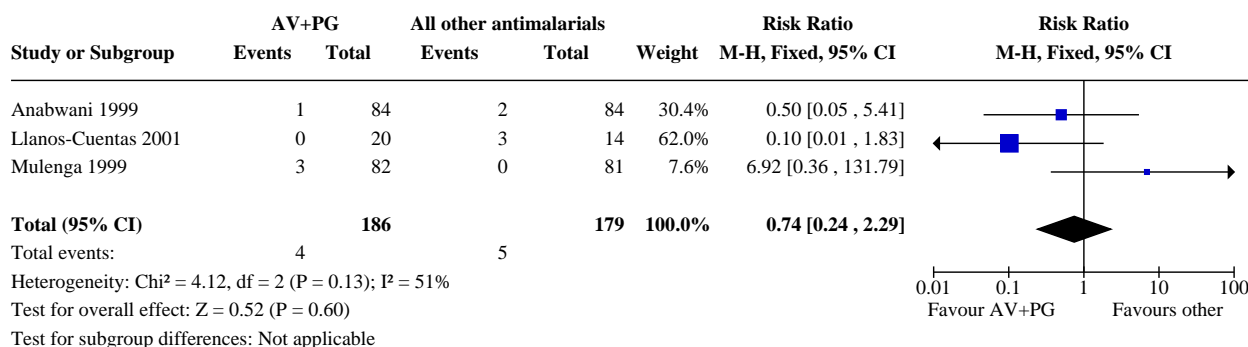 AV+PG All other antimalarials Risk Ratio Risk Ratio
Study or Subgroup Events Total Events Total Weight M-H, Fixed, 95% CI M-H, Fixed, 95% CI
Anabwani 1999 1 84 2 84 30.4% 0.50 [0.05 , 5.41]
Llanos-Cuentas 2001 0 20 3 14 62.0% 0.10 [0.01 , 1.83]
Mulenga 1999 3 82 0 81 7.6% 6.92 [0.36 , 131.79]
Total (95% CI) 186 179 100.0% 0.74 [0.24 , 2.29]
Total events: 4 5
Heterogeneity: Chi² = 4.12, df = 2 (P = 0.13); I² = 51%
0.01 0.1 1 10 100
Test for overall effect: Z = 0.52 (P = 0.60) Favour AV+PG Favours other
Test for subgroup differences: Not applicable